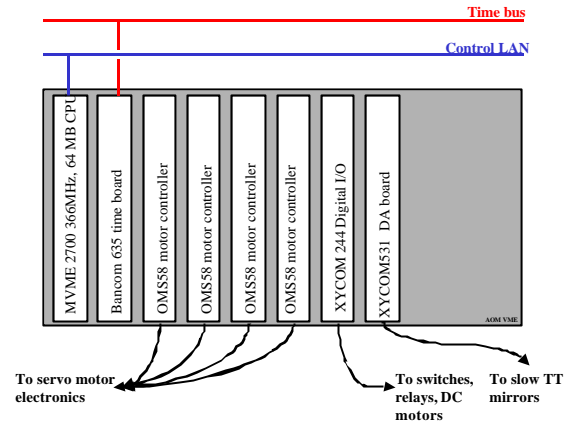 Time bus
Control LAN
MVME 2700 366MHz, 64 MB CPU
Bancom 635 time board
OMS58 motor controller
OMS58 motor controller
OMS58 motor controller
OMS58 motor controller
XYCOM 244 Digital I/O
XYCOM531 DA board
AOM VME
To servo motor
electronics
To switches,
relays, DC
motors
To slow TT
mirrors